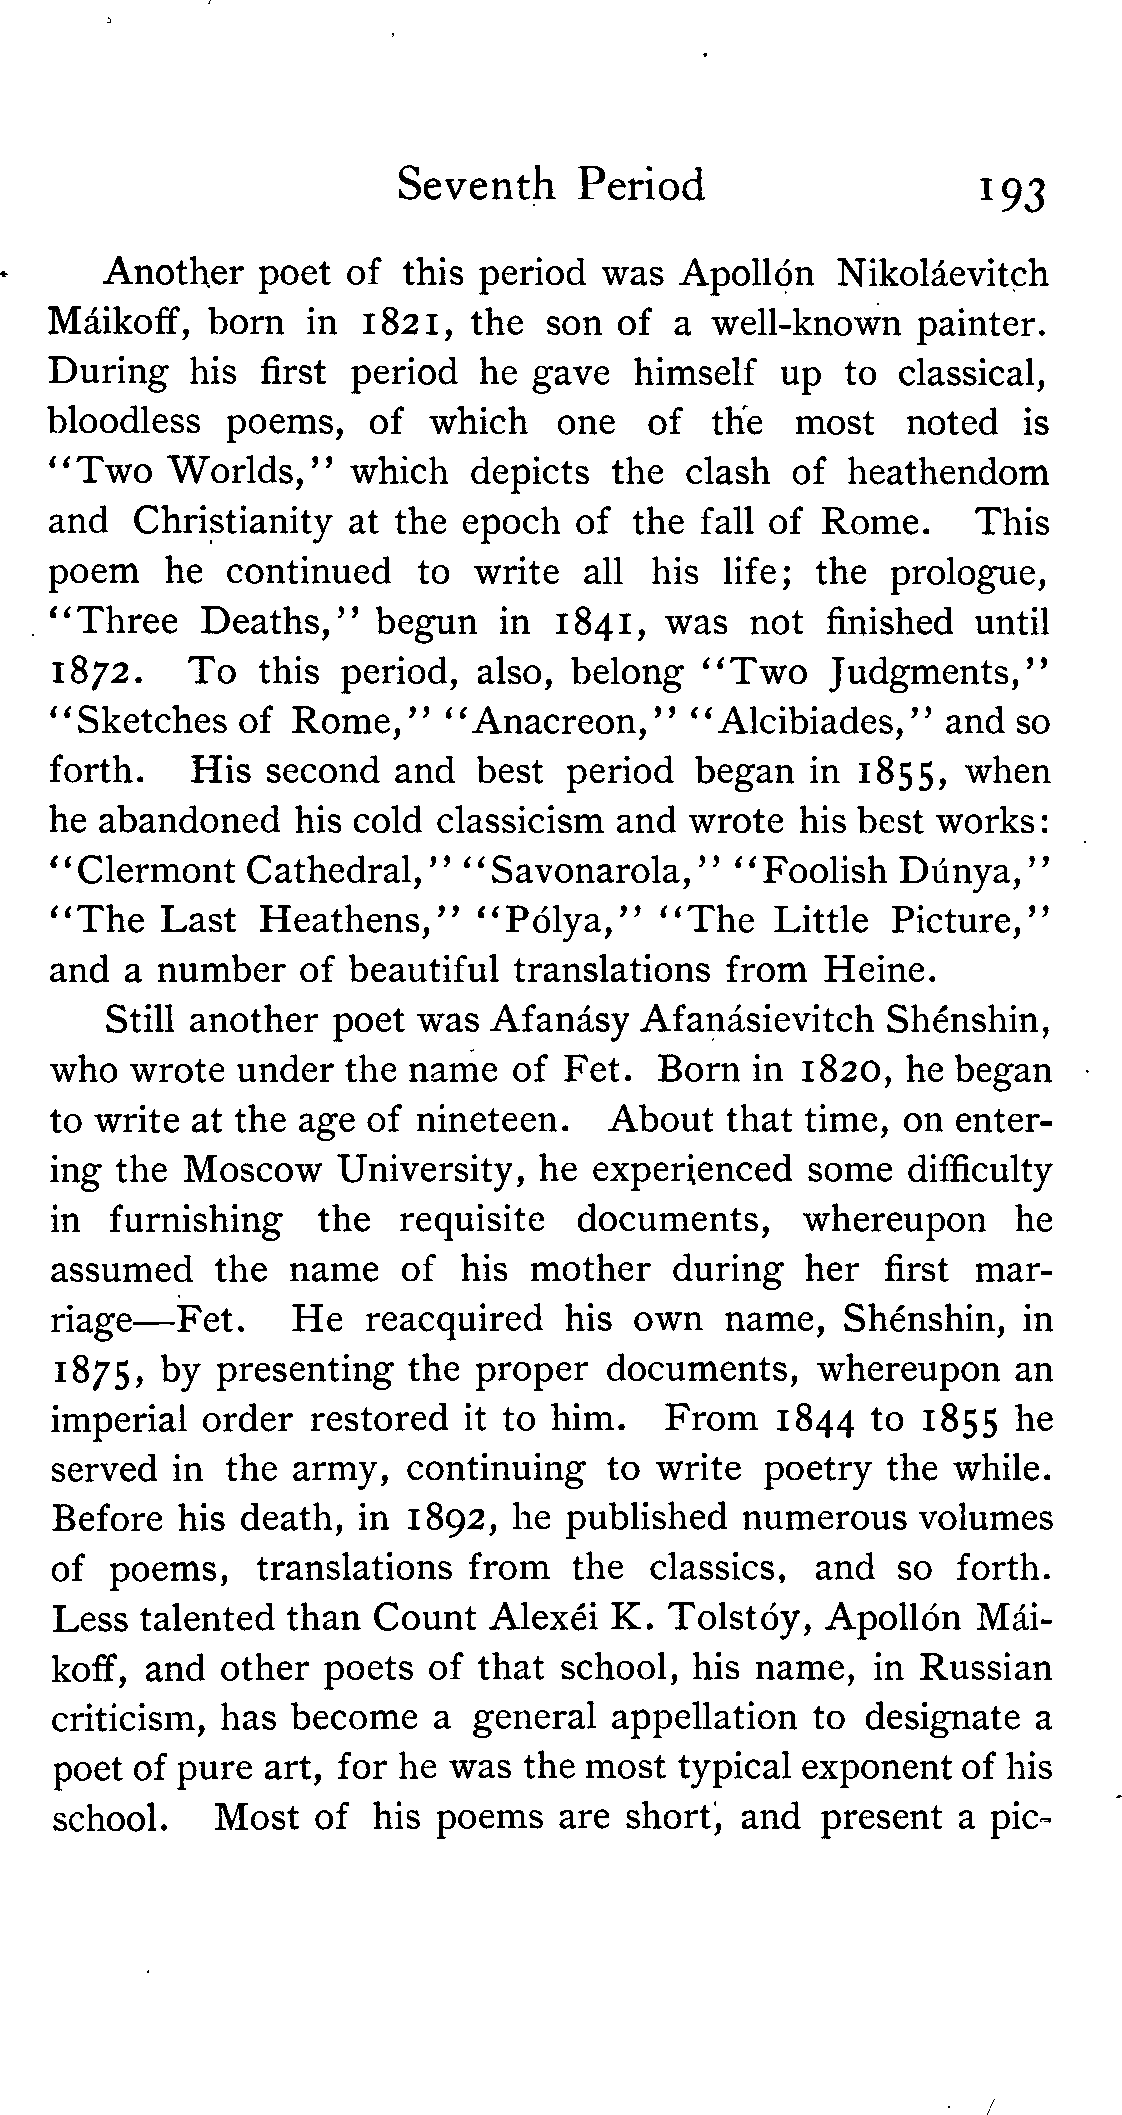 Seventh Period 193
Another poet of this period was Apollón Nikoláevitch
Máikoff, born in 1821, the son of a well-known painter.
During his first period he gave himself up to classical,
bloodless poems, of which one of the most noted is
"Two Worlds," which depicts the clash of heathendom
and Christianity at the epoch of the fall of Rome. This
poem he continued to write all his life; the prologue,
"Three Deaths," begun in 1841, was not finished until
1872. To this period, also, belong "Two Judgments,"
"Sketches of Rome," "Anacreon," "Alcibiades," and so
forth. His second and best period began in 1855, when
he abandoned his cold classicism and wrote his best works:
"Clermont Cathedral," "Savonarola," "Foolish Dúnya,"
"The Last Heathens," "Pólya," "The Little Picture,"
and a number of beautiful translations from Heine.
Still another poet was Afanásy Afanásievitch Shénshin,
who wrote under the name of Fet. Born in 1820, he began
to write at the age of nineteen. About that time, on enter-
ing the Moscow University, he experienced some difficulty
in furnishing the requisite documents, whereupon he
assumed the name of his mother during her first mar-
riage—Fet. He reacquired his own name, Shénshin, in
1875, by presenting the proper documents, whereupon an
imperial order restored it to him. From 1844 to 1855 he
served in the army, continuing to write poetry the while.
Before his death, in 1892, he published numerous volumes
of poems, translations from the classics, and so forth.
Less talented than Count Alexéi K. Tolstóy, Apollón Mái-
koff, and other poets of that school, his name, in Russian
criticism, has become a general appellation to designate a
poet of pure art, for he was the most typical exponent of his
school. Most of his poems are short, and present a pic-